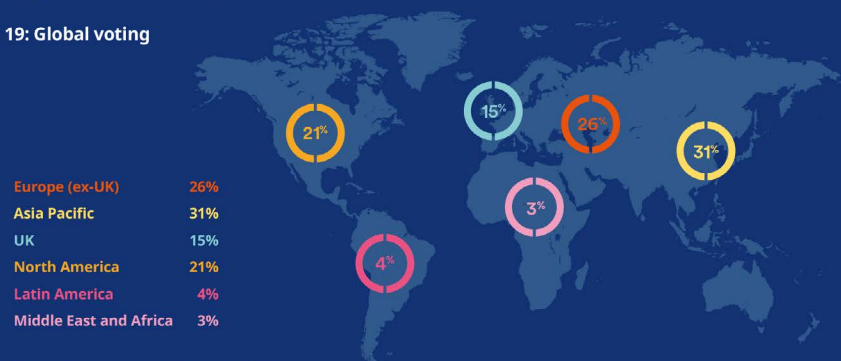 19: Global voting
21%
15%
26%
31%
3%
4%
Europe (ex-UK) 26%
Asia Pacific 31%
UK 15%
North America 21%
Latin America 4%
Middle East and Africa 3%